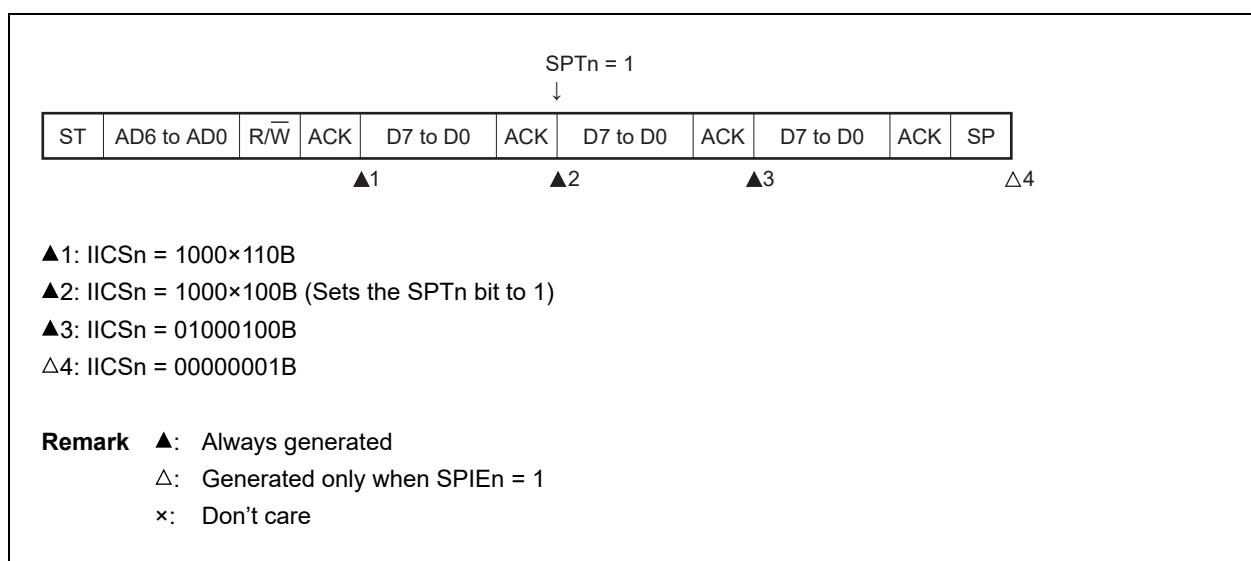 SPTn = 1
↓
ST AD6 to AD0 R/W̅ ACK D7 to D0 ACK D7 to D0 ACK D7 to D0 ACK SP
▲1 ▲2 ▲3 △4
▲1: IICSn = 1000×110B
▲2: IICSn = 1000×100B (Sets the SPTn bit to 1)
▲3: IICSn = 01000100B
△4: IICSn = 00000001B
Remark ▲: Always generated
△: Generated only when SPIEn = 1
×: Don't care